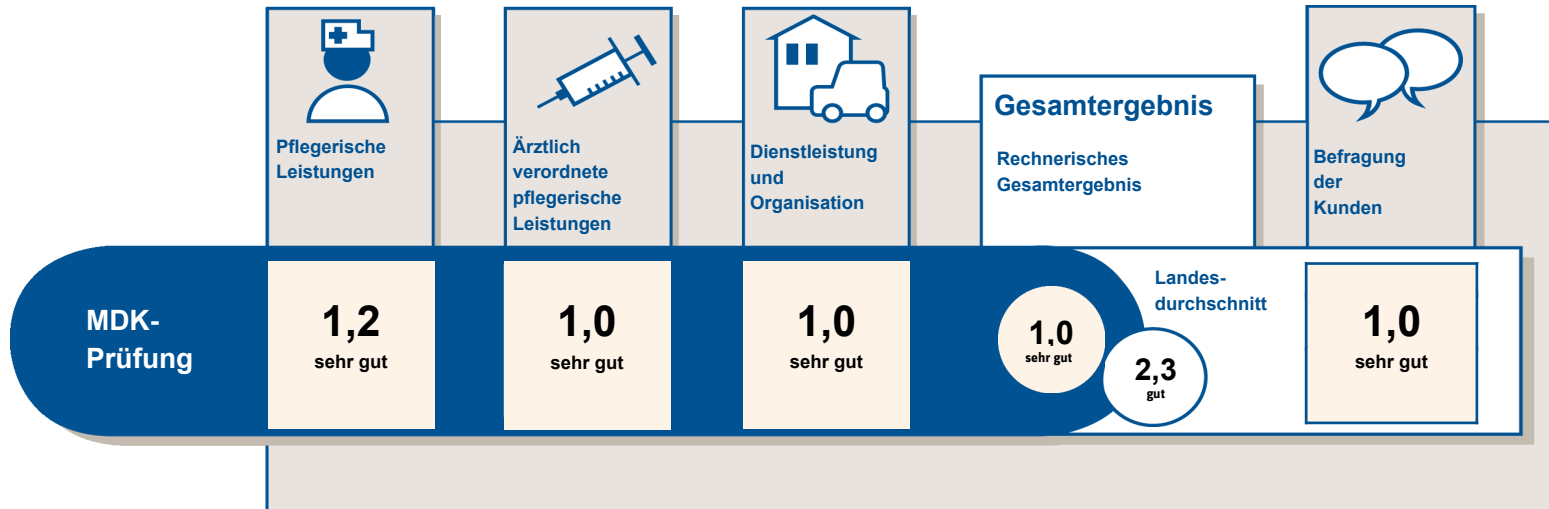 Pflegerische
Leistungen
Ärztlich
verordnete
pflegerische
Leistungen
Dienstleistung
und
Organisation
Gesamtergebnis
Rechnerisches
Gesamtergebnis
Befragung
der
Kunden
MDK-
Prüfung
1,2
sehr gut
1,0
sehr gut
1,0
sehr gut
1,0
sehr gut
Landes-
durchschnitt
2,3
gut
1,0
sehr gut